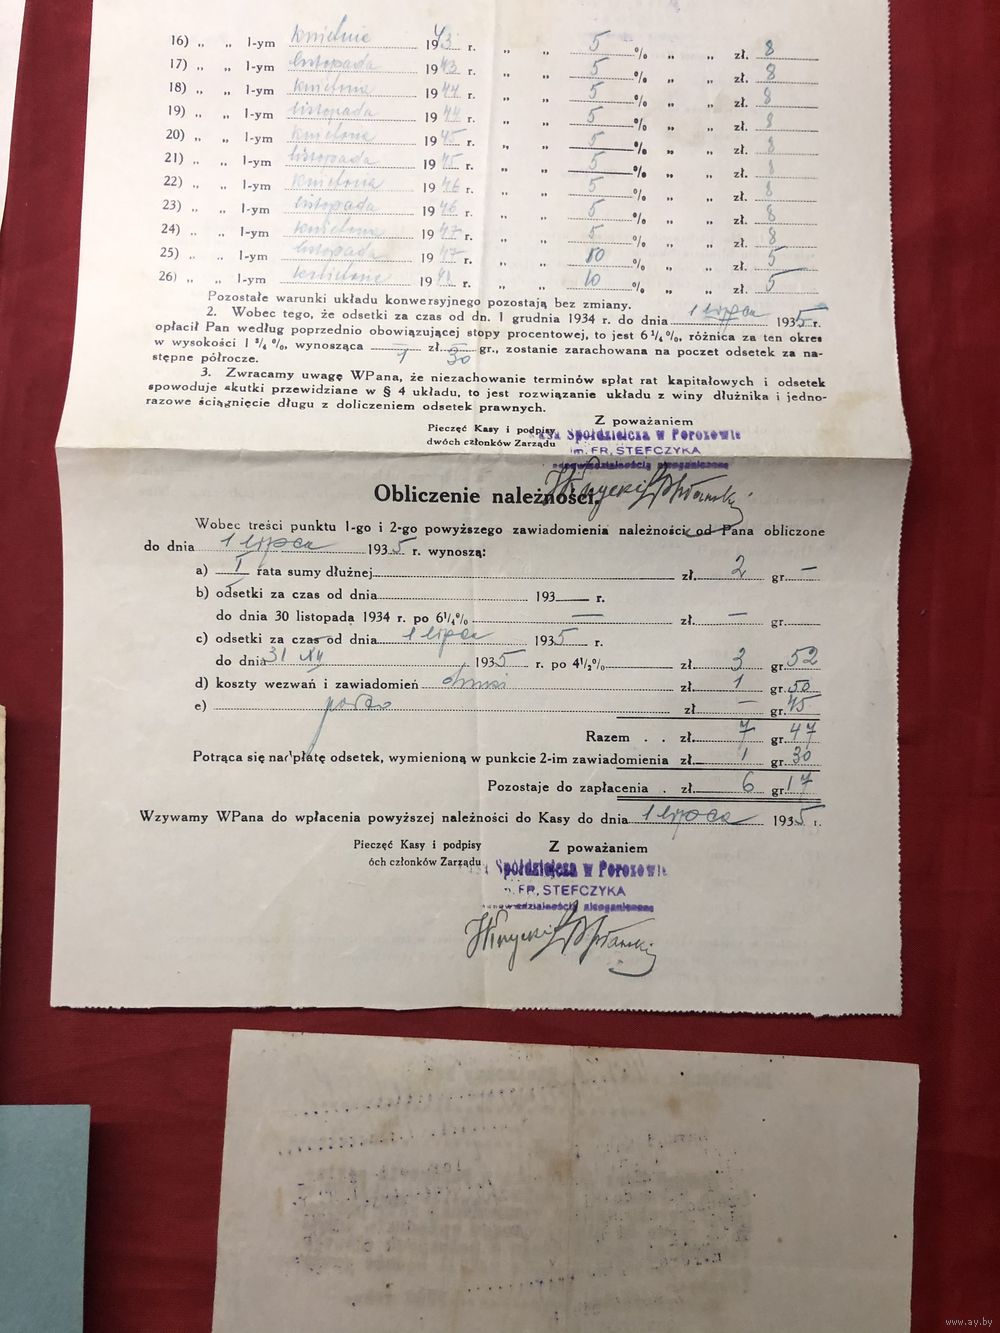 16) „ „ 1-ym kwietnia 1943 r. „ „ 5 % „ „ zł. 8
17) „ „ 1-ym listopada 1943 r. „ „ 5 % „ „ zł. 8
18) „ „ 1-ym kwietnia 1944 r. „ „ 5 % „ „ zł. 8
19) „ „ 1-ym listopada 1944 r. „ „ 5 % „ „ zł. 8
20) „ „ 1-ym kwietnia 1945 r. „ „ 5 % „ „ zł. 8
21) „ „ 1-ym listopada 1945 r. „ „ 5 % „ „ zł. 8
22) „ „ 1-ym kwietnia 1946 r. „ „ 5 % „ „ zł. 8
23) „ „ 1-ym listopada 1946 r. „ „ 5 % „ „ zł. 8
24) „ „ 1-ym kwietnia 1947 r. „ „ 5 % „ „ zł. 8
25) „ „ 1-ym listopada 1947 r. „ „ 10 % „ „ zł. 5
26) „ „ 1-ym kwietnia 1948 r. „ „ 10 % „ „ zł. 5
Pozostałe warunki układu konwersyjnego pozostają bez zmiany.
2. Wobec tego, że odsetki za czas od dn. 1 grudnia 1934 r. do dnia 1 lipca 1935 r.
opłacił Pan według poprzednio obowiązującej stopy procentowej, to jest 6 1/4 %, różnica za ten okres
w wysokości 1 3/4 %, wynosząca 1 zł. 30 gr., zostanie zarachowana na poczet odsetek za na-
stępne półrocze.
3. Zwracamy uwagę WPana, że niezachowanie terminów spłat rat kapitałowych i odsetek
spowoduje skutki przewidziane w § 4 układu, to jest rozwiązanie układu z winy dłużnika i jedno-
razowe ściągnięcie długu z doliczeniem odsetek prawnych.
Z poważaniem
Pieczęć Kasy i podpisy
dwóch członków Zarządu
Spółdzielcza w Porozowie
im. FR. STEFCZYKA
odpowiedzialnością nieograniczoną
Obliczenie należności.
Wobec treści punktu 1-go i 2-go powyższego zawiadomienia należności od Pana obliczone
do dnia 1 lipca 1935 r. wynoszą:
a) I rata sumy dłużnej zł. 2 gr. —
b) odsetki za czas od dnia 193 r.
do dnia 30 listopada 1934 r. po 6 1/4 % — zł. — gr.
c) odsetki za czas od dnia 1 lipca 1935 r.
do dnia 31 XII 1935 r. po 4 1/2 % zł. 3 gr. 52
d) koszty wezwań i zawiadomień zł. 1 gr. 50
e) porto zł. — gr. 45
Razem . . zł. 7 gr. 47
Potrąca się nadpłatę odsetek, wymienioną w punkcie 2-im zawiadomienia zł. 1 gr. 30
Pozostaje do zapłacenia . zł. 6 gr. 17
Wzywamy WPana do wpłacenia powyższej należności do Kasy do dnia 1 lipca 1935 r.
Pieczęć Kasy i podpisy
óch członków Zarządu
Z poważaniem
Spółdzielcza w Porozowie
FR. STEFCZYKA
odpowiedzialnością nieograniczoną
www.ay.by